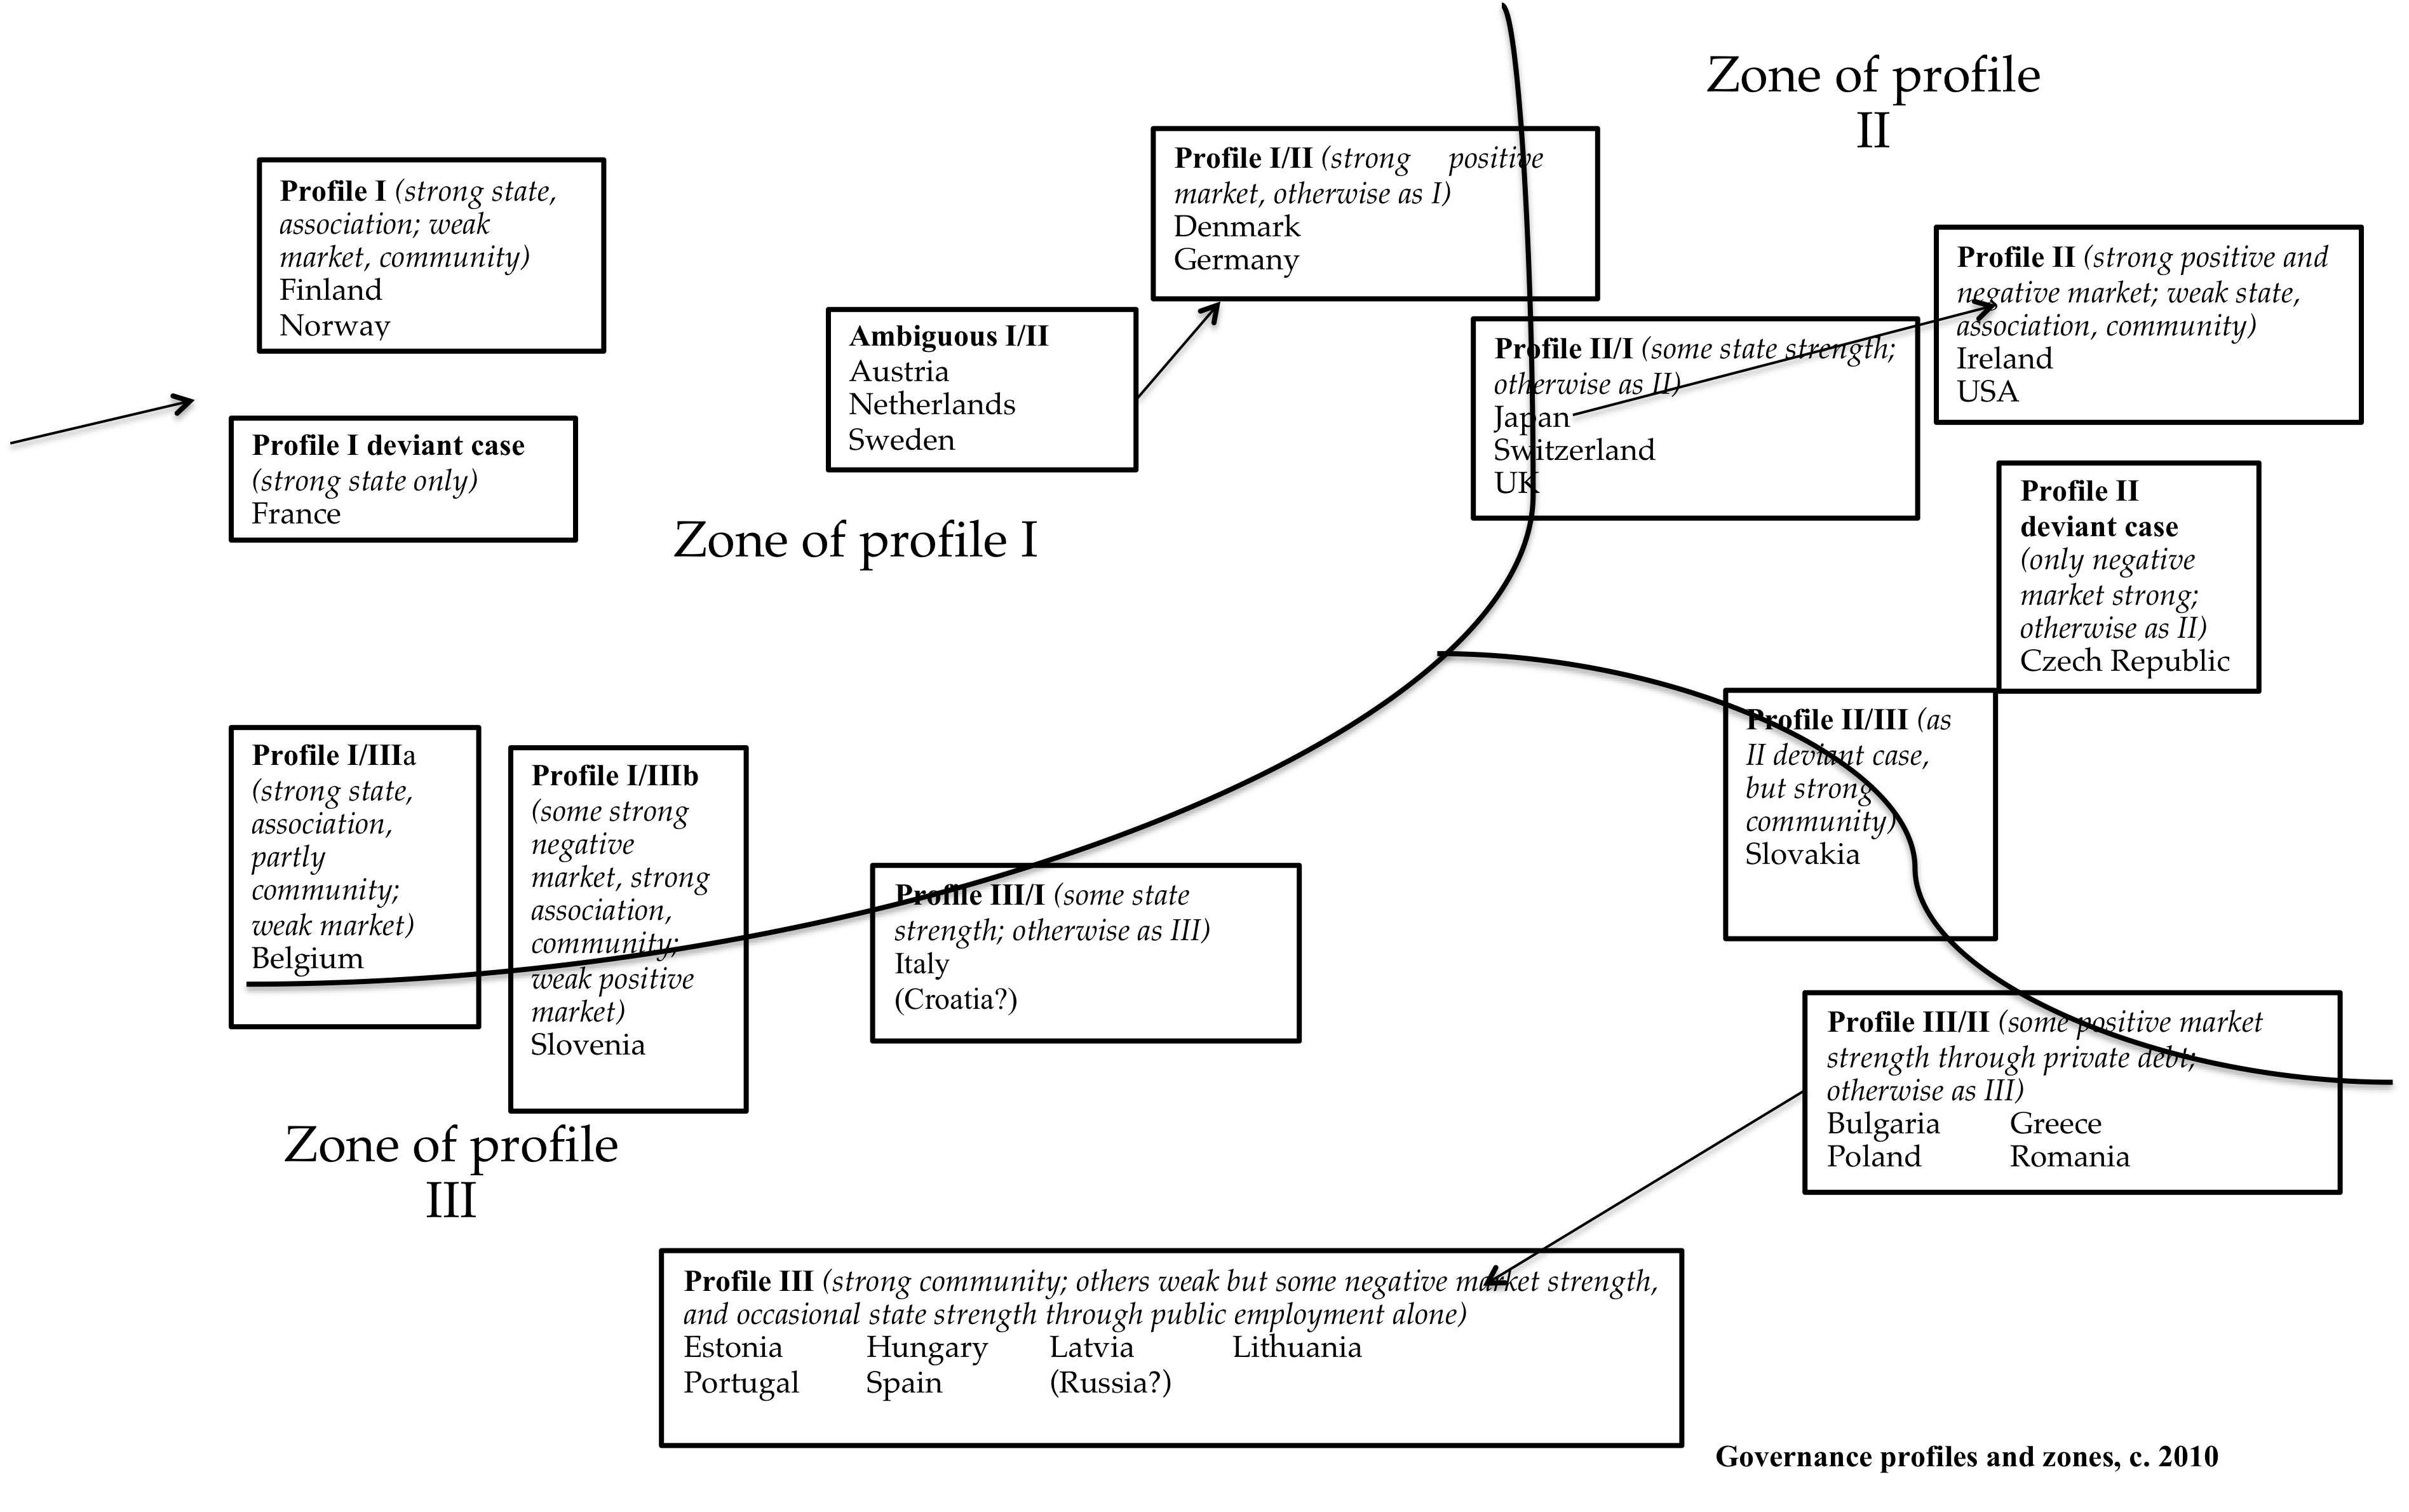 Zone of profile
II
Profile I (strong state,
association; weak
market, community)
Finland
Norway
Profile I/II (strong positive
market, otherwise as I)
Denmark
Germany
Profile II (strong positive and
negative market; weak state,
association, community)
Ireland
USA
Ambiguous I/II
Austria
Netherlands
Sweden
Profile II/I (some state strength;
otherwise as II)
Japan
Switzerland
UK
Profile I deviant case
(strong state only)
France
Zone of profile I
Profile II
deviant case
(only negative
market strong;
otherwise as II)
Czech Republic
Profile I/IIIa
(strong state,
association,
partly
community;
weak market)
Belgium
Profile I/IIIb
(some strong
negative
market, strong
association,
community;
weak positive
market)
Slovenia
Profile III/I (some state
strength; otherwise as III)
Italy
(Croatia?)
Profile II/III (as
II deviant case,
but strong
community)
Slovakia
Profile III/II (some positive market
strength through private debt;
otherwise as III)
Bulgaria Greece
Poland Romania
Zone of profile
III
Profile III (strong community; others weak but some negative market strength,
and occasional state strength through public employment alone)
Estonia Hungary Latvia Lithuania
Portugal Spain (Russia?)
Governance profiles and zones, c. 2010